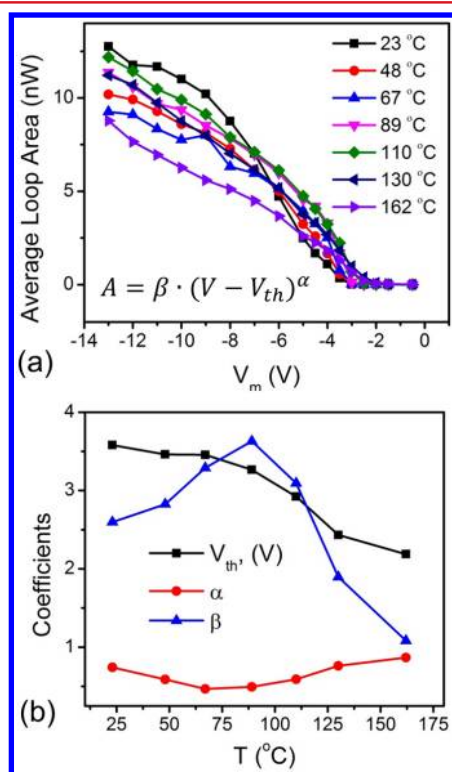 10
5
0
Average Loop Area (nW)
23 °C
48 °C
67 °C
89 °C
110 °C
130 °C
162 °C
A = β · (V − V_th)^α
-14 -12 -10 -8 -6 -4 -2 0
(a)
V_m (V)
4
3
2
1
Coefficients
V_th, (V)
α
β
(b)
25 50 75 100 125 150 175
T (°C)